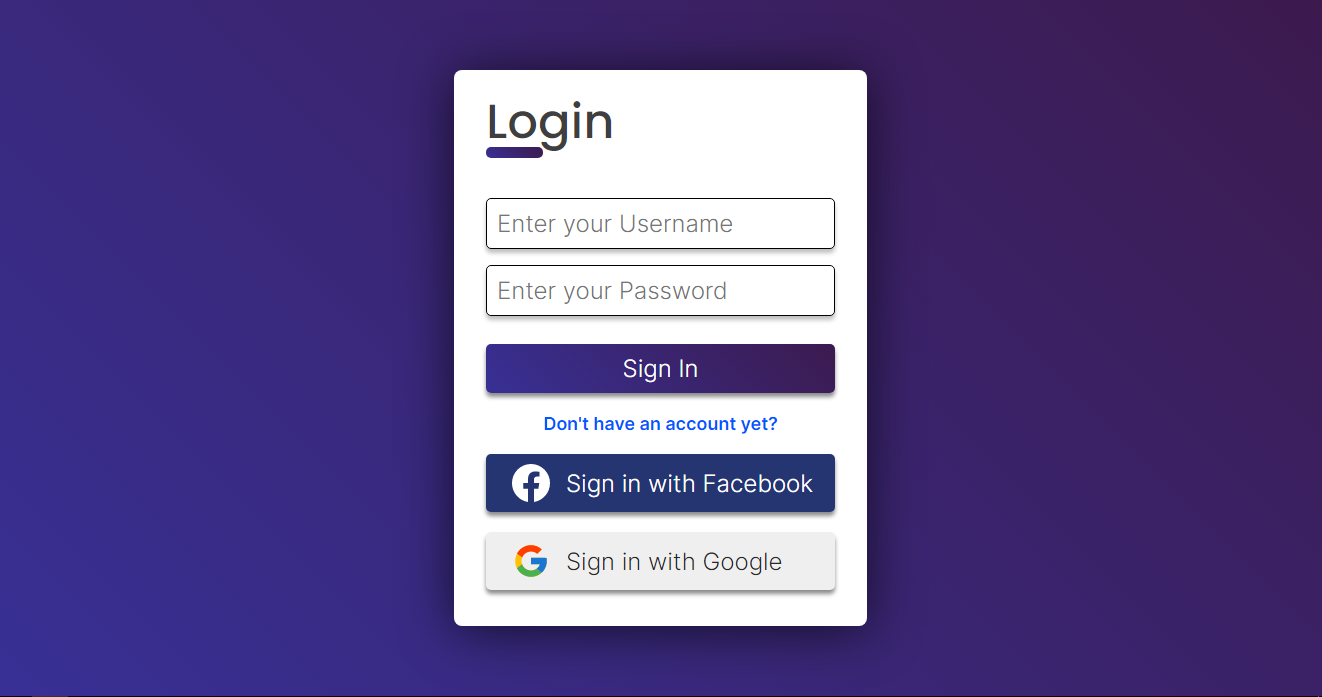 Login
Enter your Username
Enter your Password
Sign In
Don't have an account yet?
Sign in with Facebook
Sign in with Google